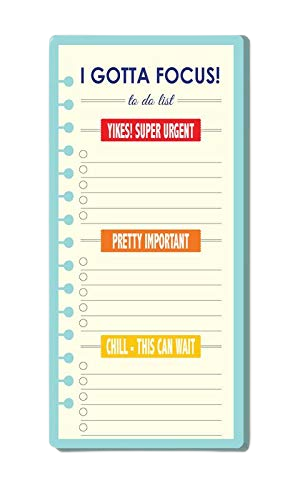 I GOTTA FOCUS!
to do list
YIKES! SUPER URGENT
PRETTY IMPORTANT
CHILL - THIS CAN WAIT